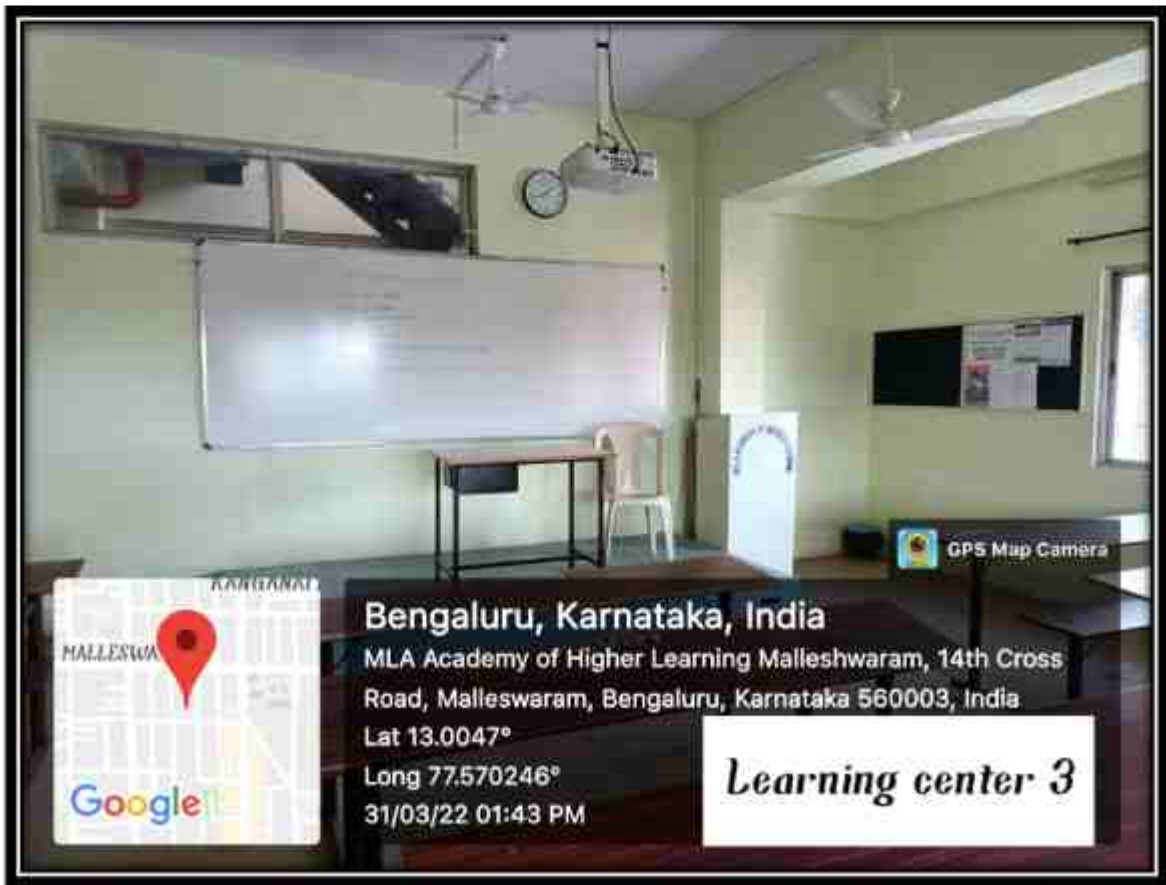 GPS Map Camera
MALLESWA
Google
Bengaluru, Karnataka, India
MLA Academy of Higher Learning Malleshwaram, 14th Cross
Road, Malleswaram, Bengaluru, Karnataka 560003, India
Lat 13.0047°
Long 77.570246°
31/03/22 01:43 PM
Learning center 3